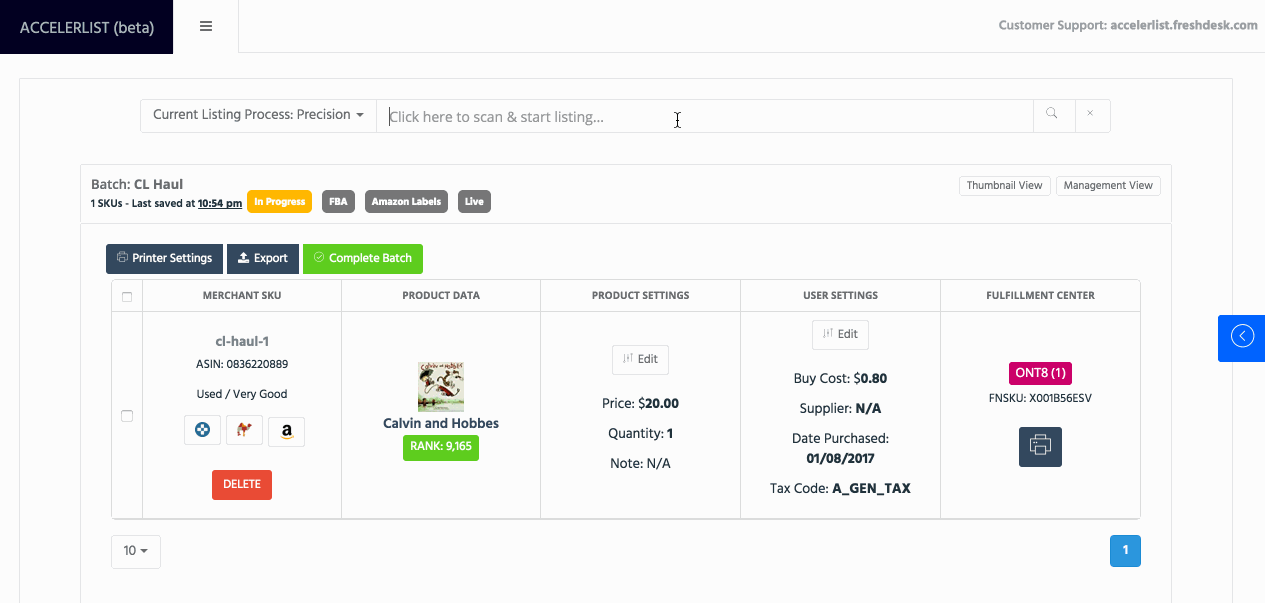 ACCELERLIST (beta)
Customer Support: accelerlist.freshdesk.com
Current Listing Process: Precision
Click here to scan & start listing...
Batch: CL Haul
1 SKUs - Last saved at 10:54 pm
In Progress
FBA
Amazon Labels
Live
Thumbnail View
Management View
Printer Settings
Export
Complete Batch
MERCHANT SKU
PRODUCT DATA
PRODUCT SETTINGS
USER SETTINGS
FULFILLMENT CENTER
cl-haul-1
ASIN: 0836220889
Used / Very Good
a
DELETE
Calvin and Hobbes
Calvin and Hobbes
RANK: 9,165
Edit
Price: $20.00
Quantity: 1
Note: N/A
Edit
Buy Cost: $0.80
Supplier: N/A
Date Purchased:
01/08/2017
Tax Code: A_GEN_TAX
ONT8 (1)
FNSKU: X001B56ESV
10
1